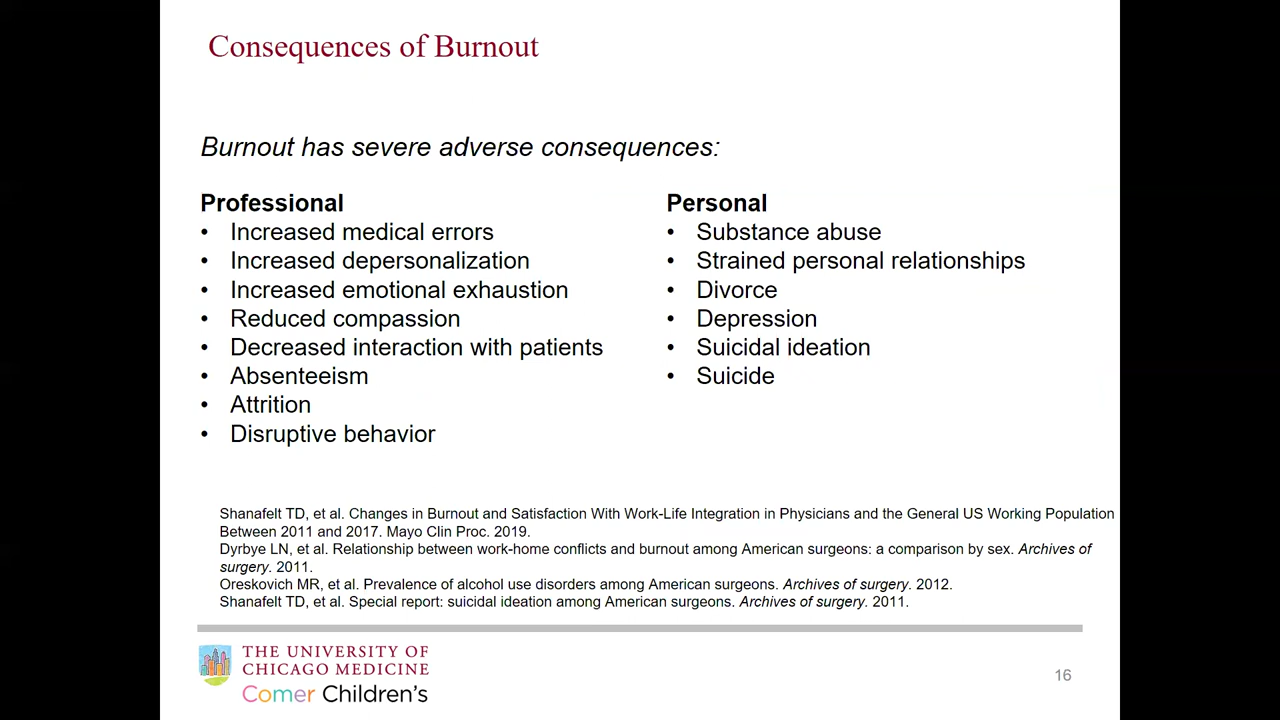 Consequences of Burnout
Burnout has severe adverse consequences:
Professional
• Increased medical errors
• Increased depersonalization
• Increased emotional exhaustion
• Reduced compassion
• Decreased interaction with patients
• Absenteeism
• Attrition
• Disruptive behavior
Personal
• Substance abuse
• Strained personal relationships
• Divorce
• Depression
• Suicidal ideation
• Suicide
Shanafelt TD, et al. Changes in Burnout and Satisfaction With Work-Life Integration in Physicians and the General US Working Population
Between 2011 and 2017. Mayo Clin Proc. 2019.
Dyrbye LN, et al. Relationship between work-home conflicts and burnout among American surgeons: a comparison by sex. Archives of
surgery. 2011.
Oreskovich MR, et al. Prevalence of alcohol use disorders among American surgeons. Archives of surgery. 2012.
Shanafelt TD, et al. Special report: suicidal ideation among American surgeons. Archives of surgery. 2011.
THE UNIVERSITY OF
CHICAGO MEDICINE
Comer Children's
16